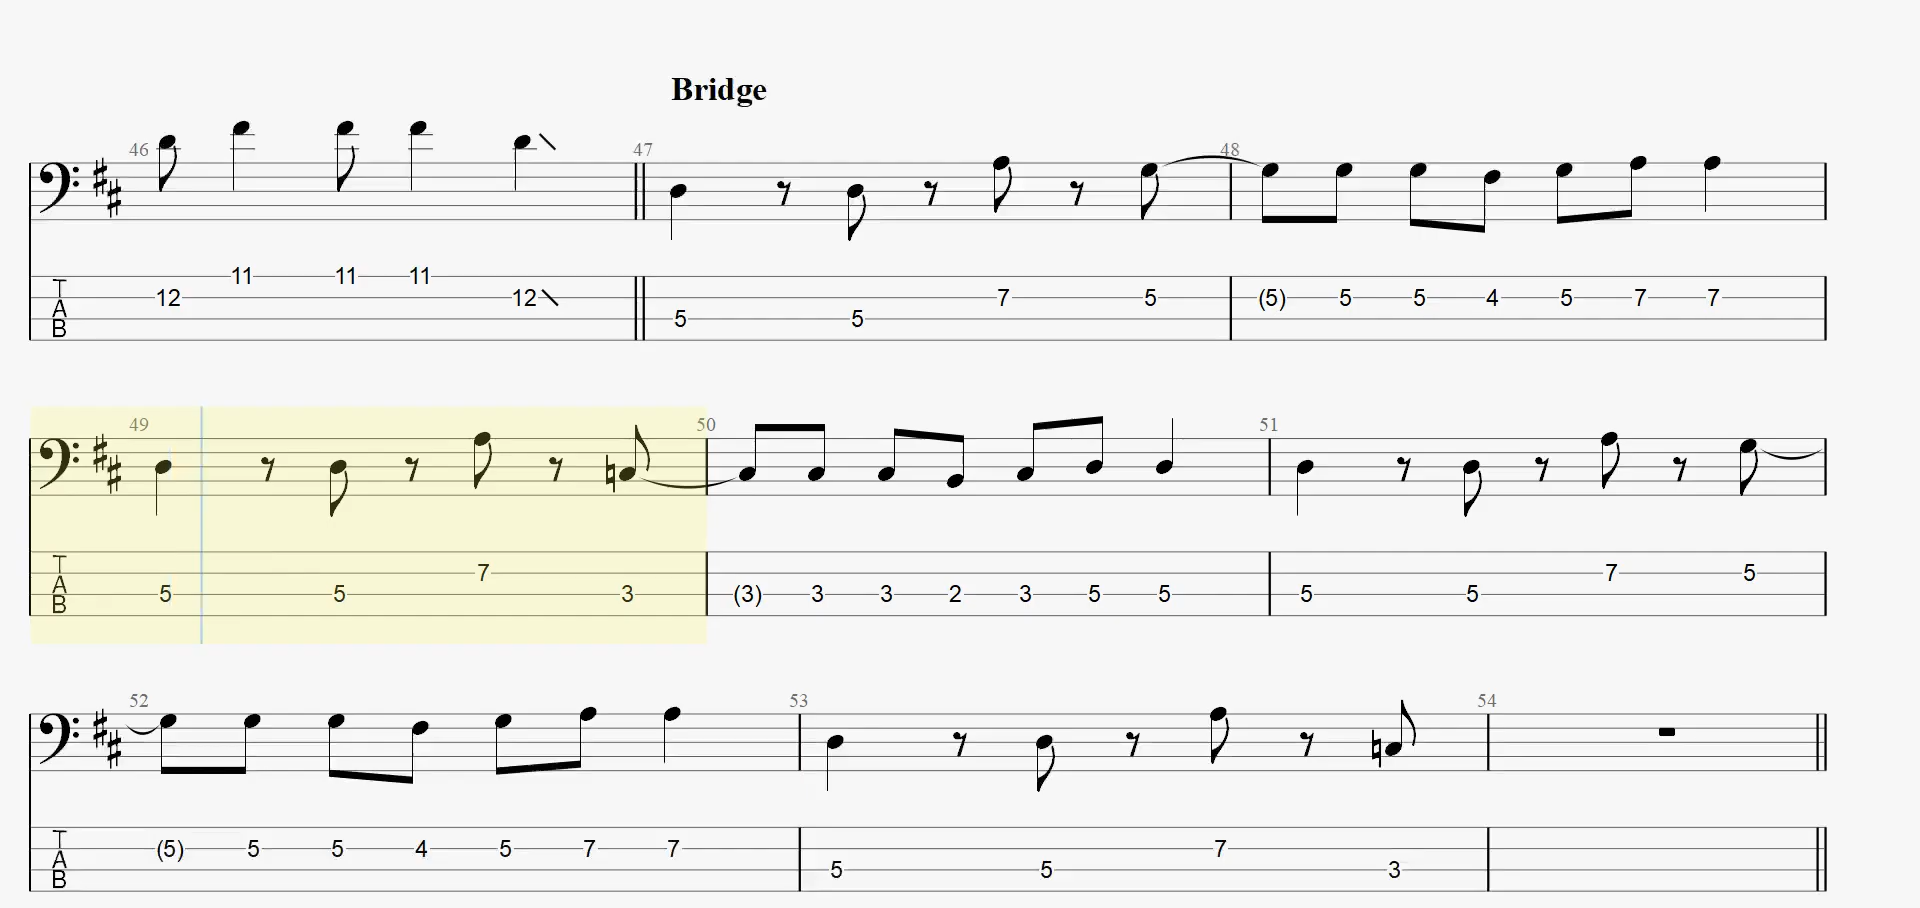 Bridge
46 47 48
T 11 11 11
A 12 12 7 5 (5) 5 5 4 5 7 7
B 5 5
49 50 51
T
A 7 7 5
B 5 5 3 (3) 3 3 2 3 5 5 5 5
52 53 54
T
A (5) 5 5 4 5 7 7 7
B 5 5 3